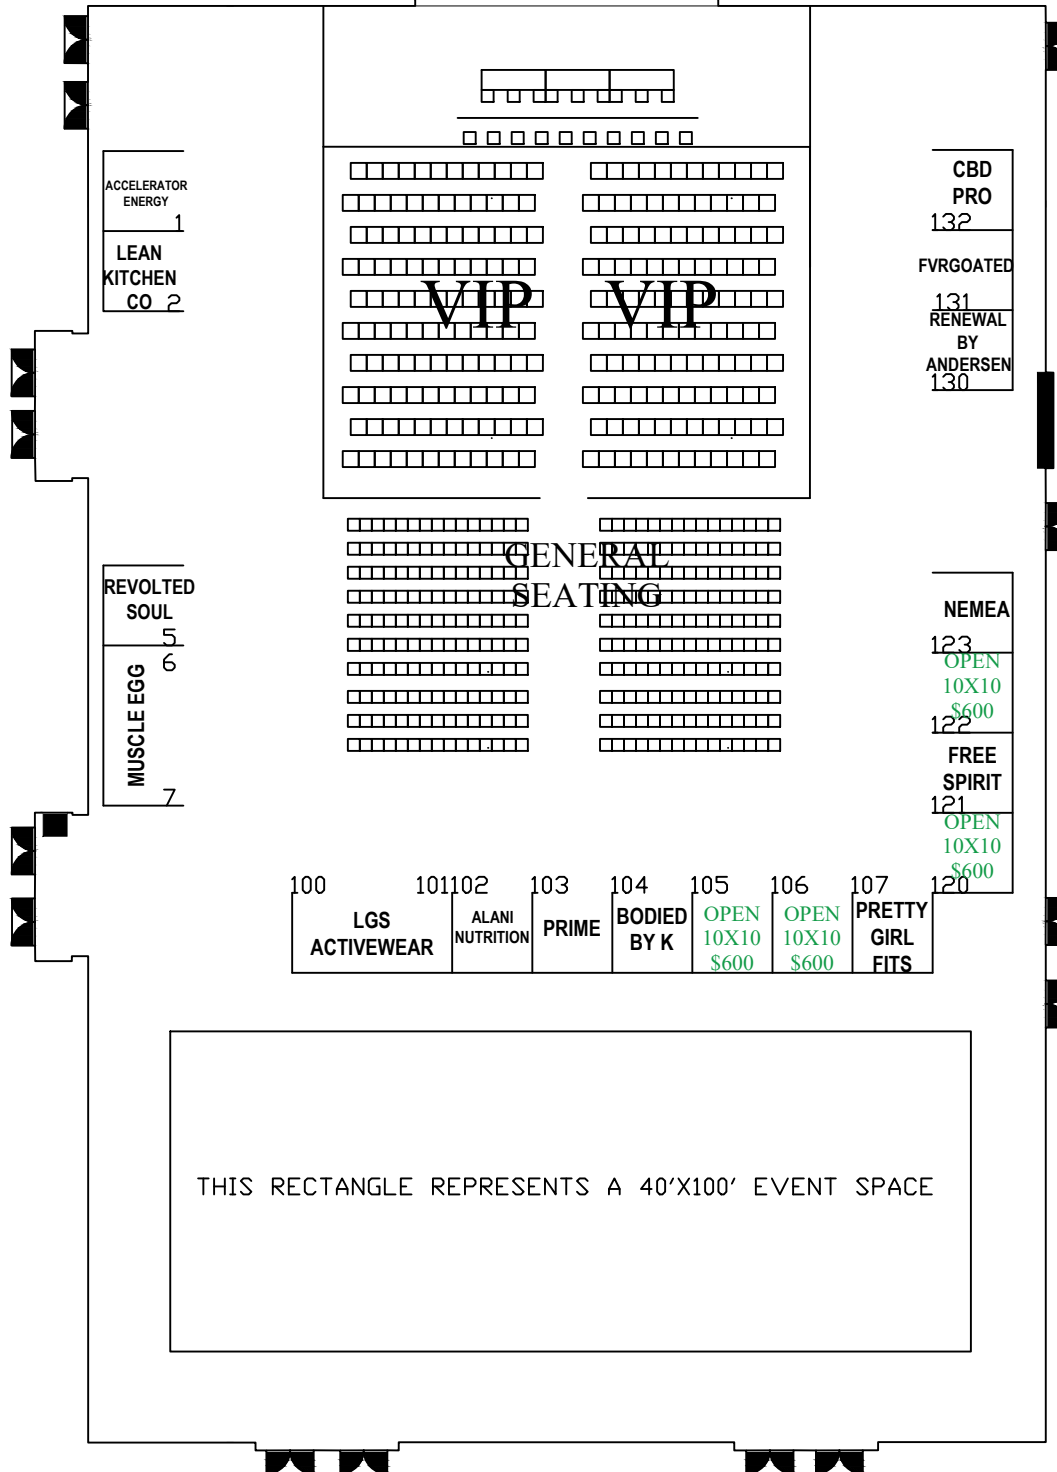 ACCELERATOR
ENERGY
1
LEAN
KITCHEN
CO 2
CBD
PRO
132
FVRGOATED
131
RENEWAL
BY
ANDERSEN
130
VIP VIP
GENERAL
SEATING
REVOLTED
SOUL
5
6
MUSCLE EGG
7
NEMEA
123
OPEN
10X10
$600
122
FREE
SPIRIT
121
OPEN
10X10
$600
120
100 101 102 103 104 105 106 107
LGS
ACTIVEWEAR
ALANI
NUTRITION
PRIME
BODIED
BY K
OPEN
10X10
$600
OPEN
10X10
$600
PRETTY
GIRL
FITS
THIS RECTANGLE REPRESENTS A 40'X100' EVENT SPACE